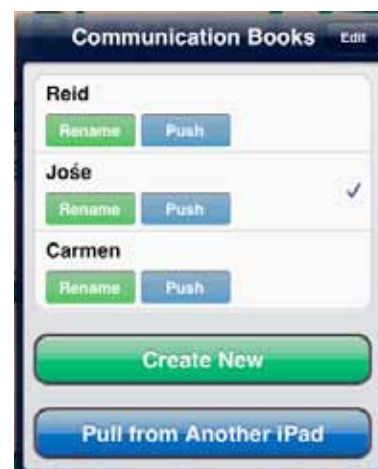 Communication Books Edit
Reid
Rename Push
Jośe
Rename Push
Carmen
Rename Push
Create New
Pull from Another iPad